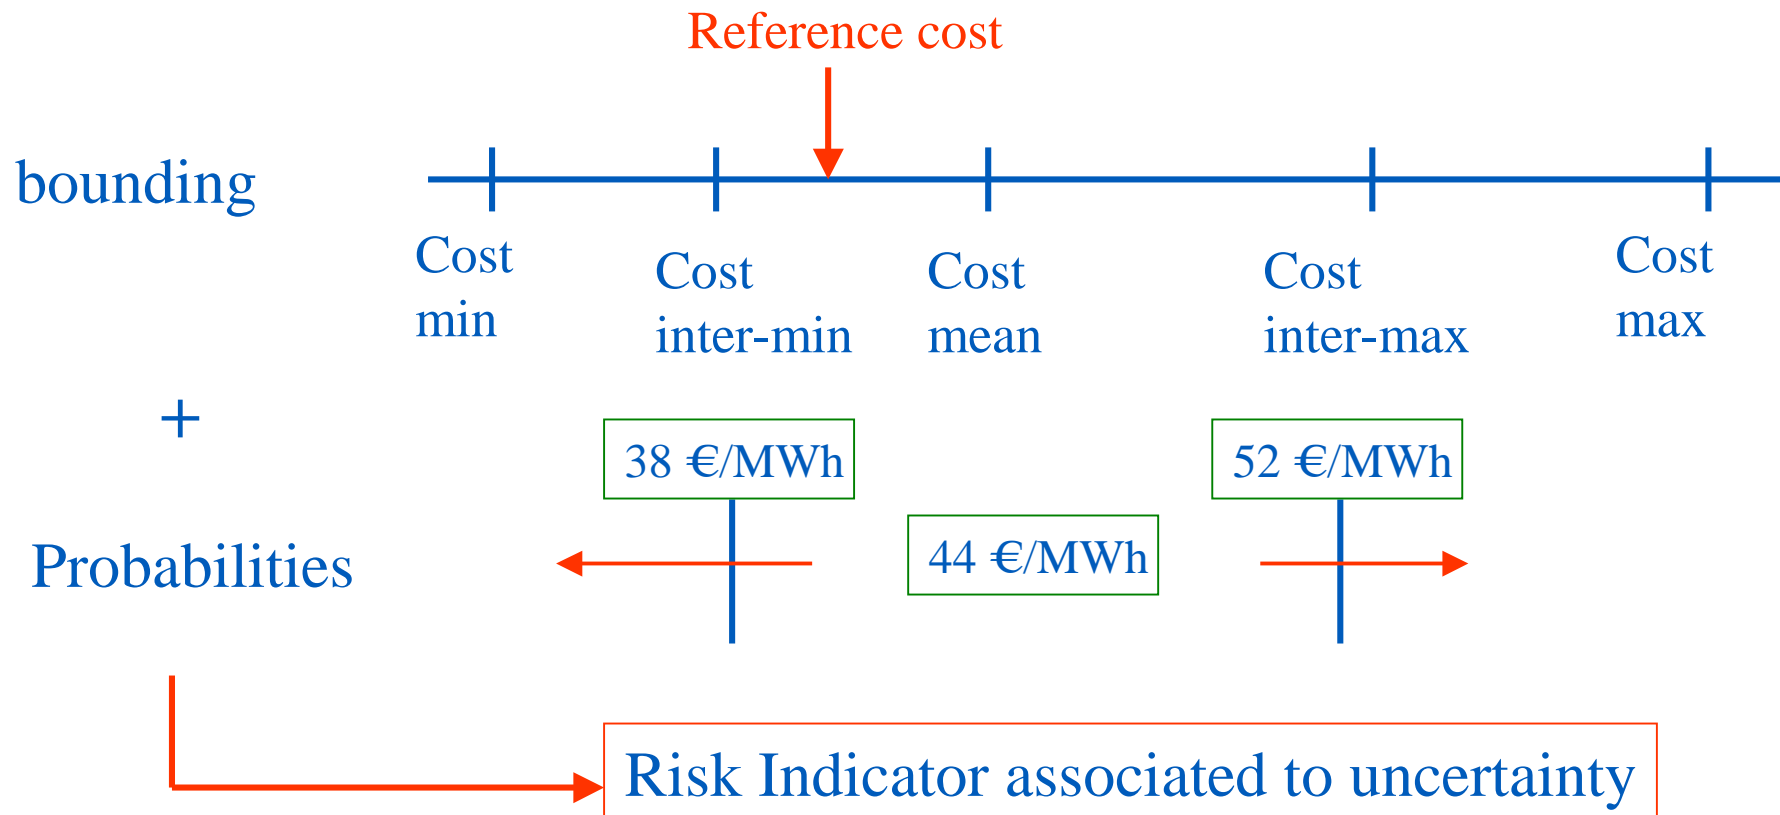 Reference cost
bounding
Cost
min
Cost
inter-min
Cost
mean
Cost
inter-max
Cost
max
+
38 €/MWh
52 €/MWh
44 €/MWh
Probabilities
Risk Indicator associated to uncertainty